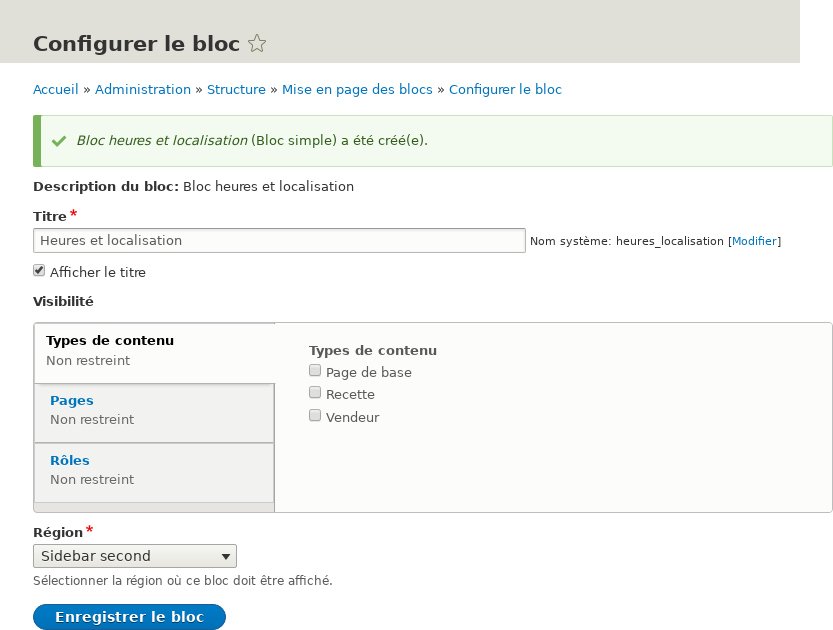 Configurer le bloc
Accueil » Administration » Structure » Mise en page des blocs » Configurer le bloc
Bloc heures et localisation (Bloc simple) a été créé(e).
Description du bloc: Bloc heures et localisation
Titre *
Heures et localisation Nom système: heures_localisation [Modifier]
Afficher le titre
Visibilité
Types de contenu
Non restreint
Pages
Non restreint
Rôles
Non restreint
Types de contenu
Page de base
Recette
Vendeur
Région *
Sidebar second
Sélectionner la région où ce bloc doit être affiché.
Enregistrer le bloc